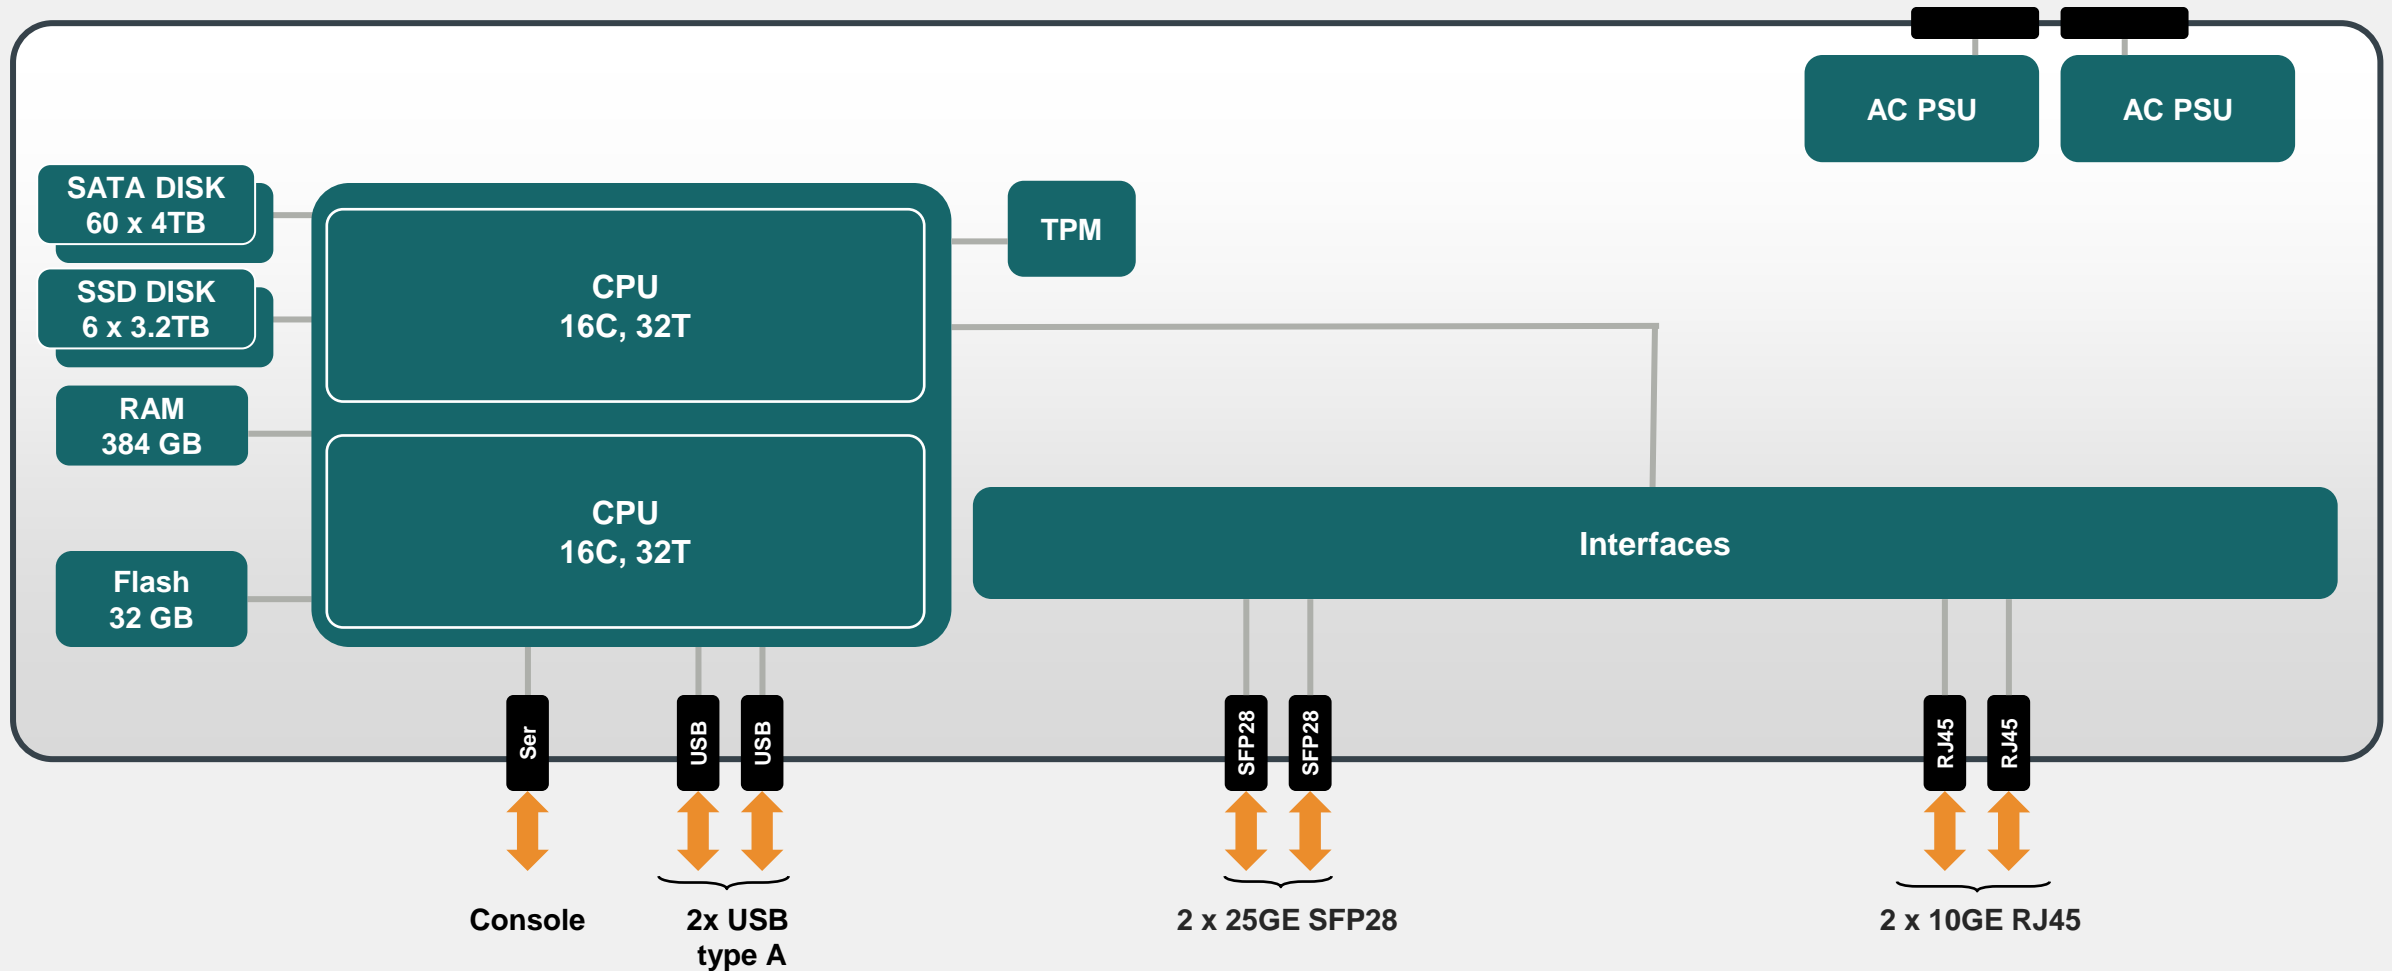 AC PSU
AC PSU
SATA DISK
60 x 4TB
SSD DISK
6 x 3.2TB
RAM
384 GB
Flash
32 GB
CPU
16C, 32T
CPU
16C, 32T
TPM
Interfaces
Ser
USB
USB
SFP28
SFP28
RJ45
RJ45
Console
2x USB
type A
2 x 25GE SFP28
2 x 10GE RJ45